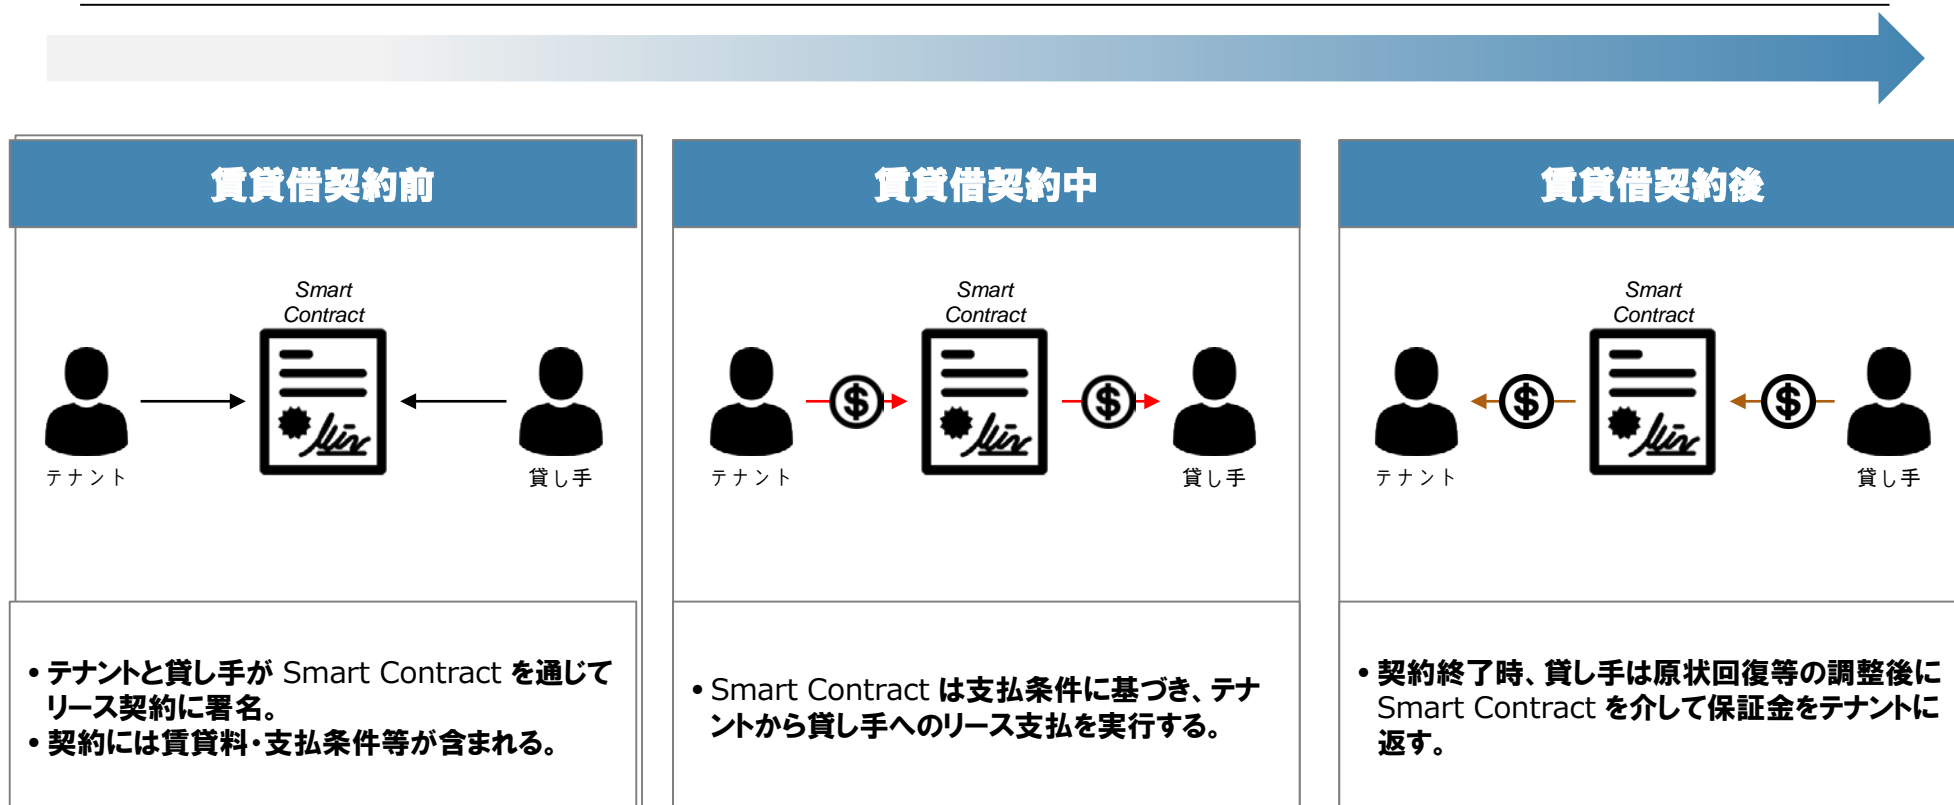 賃貸借契約前
Smart
Contract
テナント
貸し手
• テナントと貸し手が Smart Contract を通じて
リース契約に署名。
• 契約には賃貸料・支払条件等が含まれる。
賃貸借契約中
Smart
Contract
$
$
テナント
貸し手
• Smart Contract は支払条件に基づき、テナ
ントから貸し手へのリース支払を実行する。
賃貸借契約後
Smart
Contract
$
$
テナント
貸し手
• 契約終了時、貸し手は原状回復等の調整後に
Smart Contract を介して保証金をテナントに
返す。